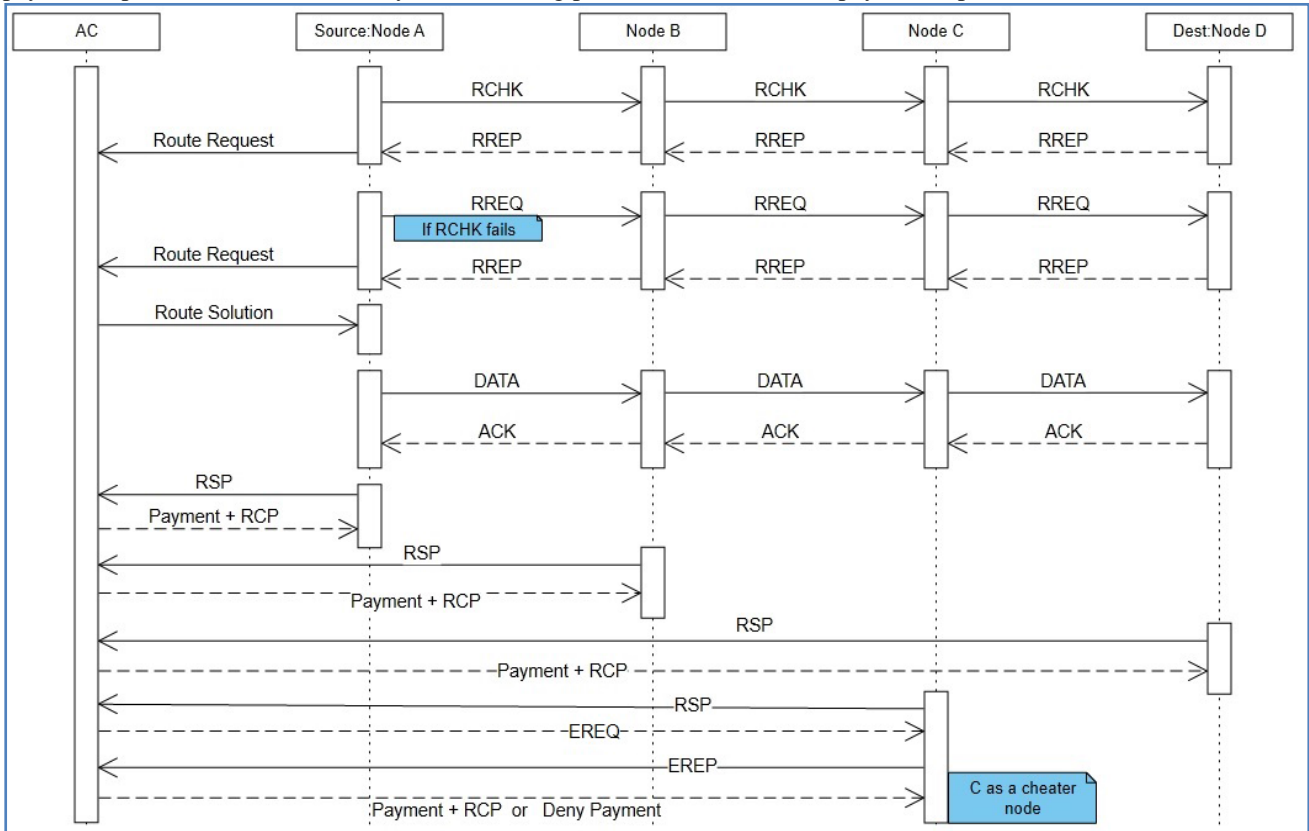 AC
Source:Node A
Node B
Node C
Dest:Node D
RCHK
RCHK
RCHK
Route Request
RREP
RREP
RREP
RREQ
RREQ
RREQ
If RCHK fails
Route Request
RREP
RREP
RREP
Route Solution
DATA
DATA
DATA
ACK
ACK
ACK
RSP
Payment + RCP
RSP
Payment + RCP
RSP
Payment + RCP
RSP
EREQ
EREP
C as a cheater
node
Payment + RCP or Deny Payment